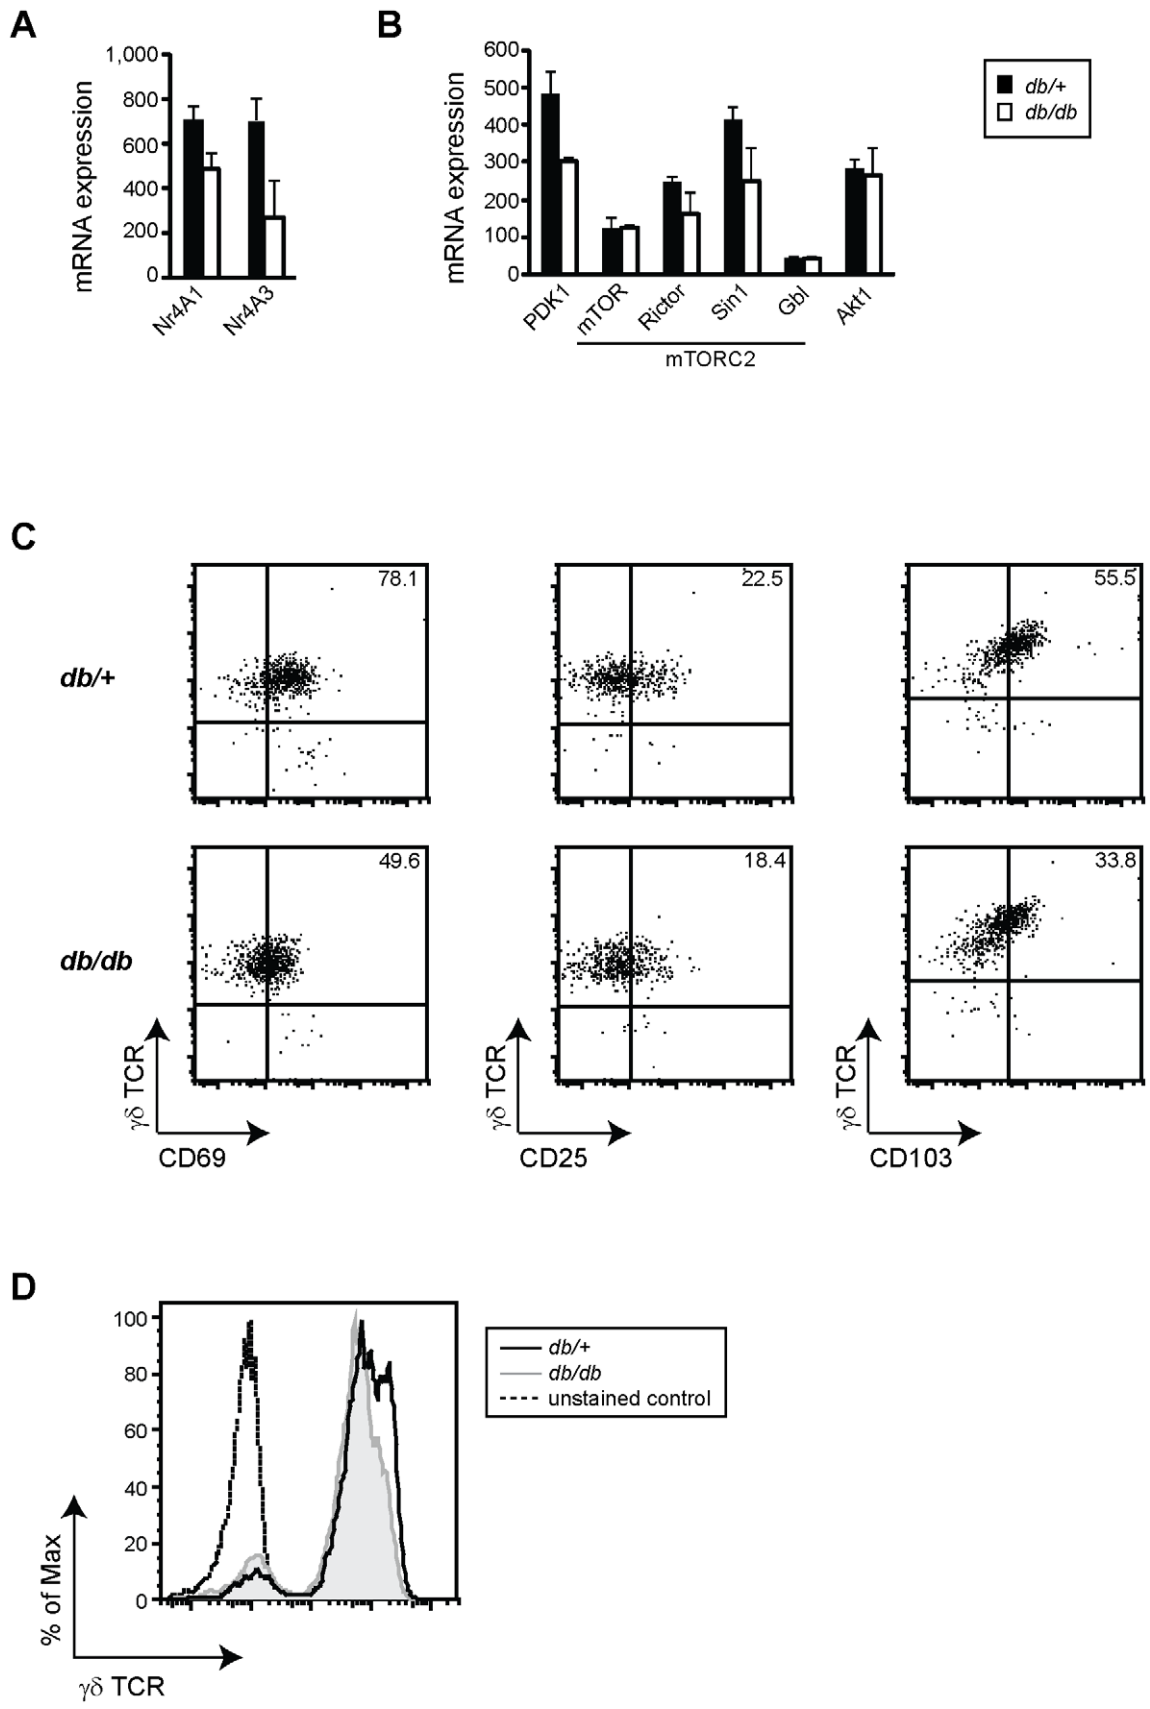 A
mRNA expression
1,000
800
600
400
200
0
Nr4A1
Nr4A3
B
mRNA expression
600
500
400
300
200
100
0
PDK1
mTOR
Rictor
Sin1
Gbl
Akt1
mTORC2
db/+
db/db
C
db/+
78.1
22.5
55.5
db/db
49.6
18.4
33.8
γδ TCR
CD69
γδ TCR
CD25
γδ TCR
CD103
D
100
80
60
40
20
0
% of Max
γδ TCR
db/+
db/db
unstained control